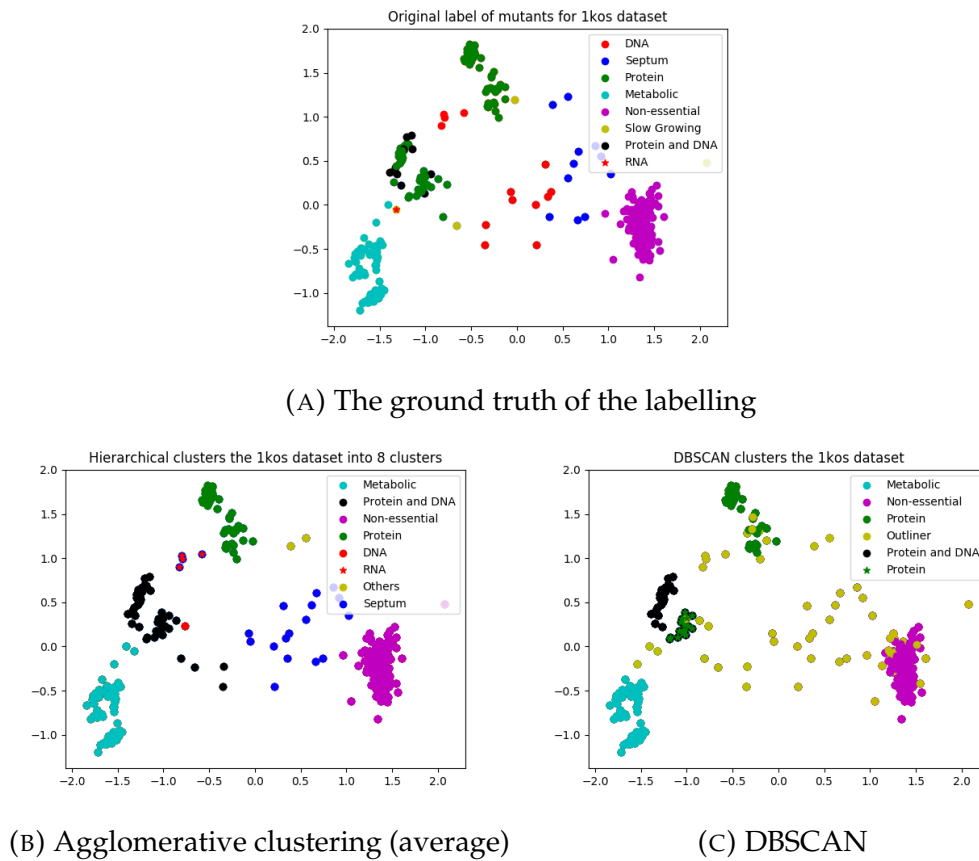 Original label of mutants for 1kos dataset
2.0
1.5
1.0
0.5
0.0
−0.5
−1.0
−2.0 −1.5 −1.0 −0.5 0.0 0.5 1.0 1.5 2.0
DNA
Septum
Protein
Metabolic
Non-essential
Slow Growing
Protein and DNA
RNA
(A) The ground truth of the labelling
Hierarchical clusters the 1kos dataset into 8 clusters
2.0
1.5
1.0
0.5
0.0
−0.5
−1.0
−2.0 −1.5 −1.0 −0.5 0.0 0.5 1.0 1.5 2.0
Metabolic
Protein and DNA
Non-essential
Protein
DNA
RNA
Others
Septum
(B) Agglomerative clustering (average)
DBSCAN clusters the 1kos dataset
2.0
1.5
1.0
0.5
0.0
−0.5
−1.0
−2.0 −1.5 −1.0 −0.5 0.0 0.5 1.0 1.5 2.0
Metabolic
Non-essential
Protein
Outliner
Protein and DNA
Protein
(C) DBSCAN